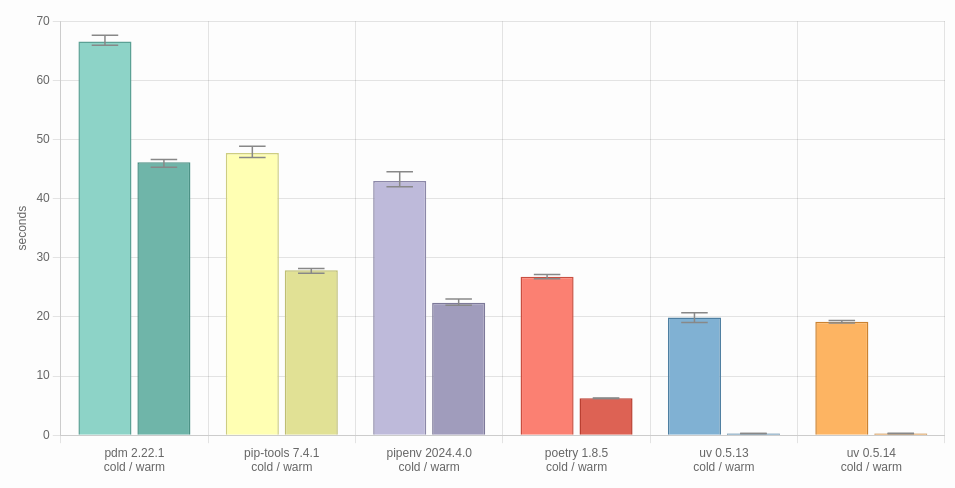 70
60
50
40
30
20
10
0
seconds
pdm 2.22.1
cold / warm
pip-tools 7.4.1
cold / warm
pipenv 2024.4.0
cold / warm
poetry 1.8.5
cold / warm
uv 0.5.13
cold / warm
uv 0.5.14
cold / warm